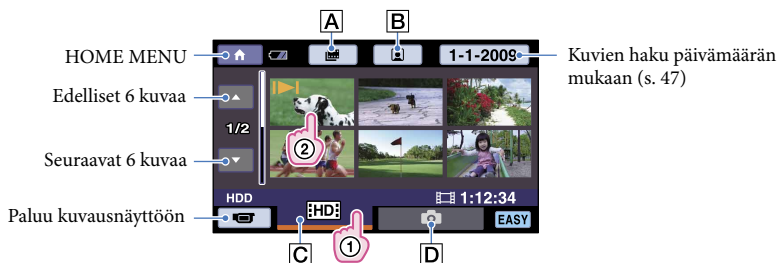 A
B
HOME MENU
1-1-2009
Kuvien haku päivämäärän
mukaan (s. 47)
Edelliset 6 kuvaa
1/2
②
Seuraavat 6 kuvaa
HDD
1:12:34
Paluu kuvausnäyttöön
HD
EASY
C
①
D